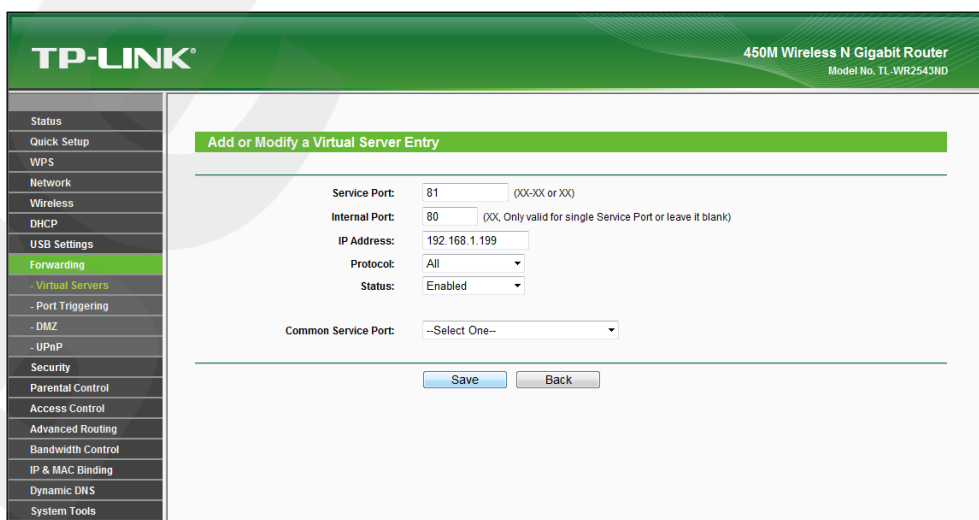 TP-LINK®
450M Wireless N Gigabit Router
Model No. TL-WR2543ND
Status
Quick Setup
WPS
Network
Wireless
DHCP
USB Settings
Forwarding
- Virtual Servers
- Port Triggering
- DMZ
- UPnP
Security
Parental Control
Access Control
Advanced Routing
Bandwidth Control
IP & MAC Binding
Dynamic DNS
System Tools
Add or Modify a Virtual Server Entry
Service Port: 81 (XX-XX or XX)
Internal Port: 80 (XX, Only valid for single Service Port or leave it blank)
IP Address: 192.168.1.199
Protocol: All
Status: Enabled
Common Service Port: --Select One--
Save Back